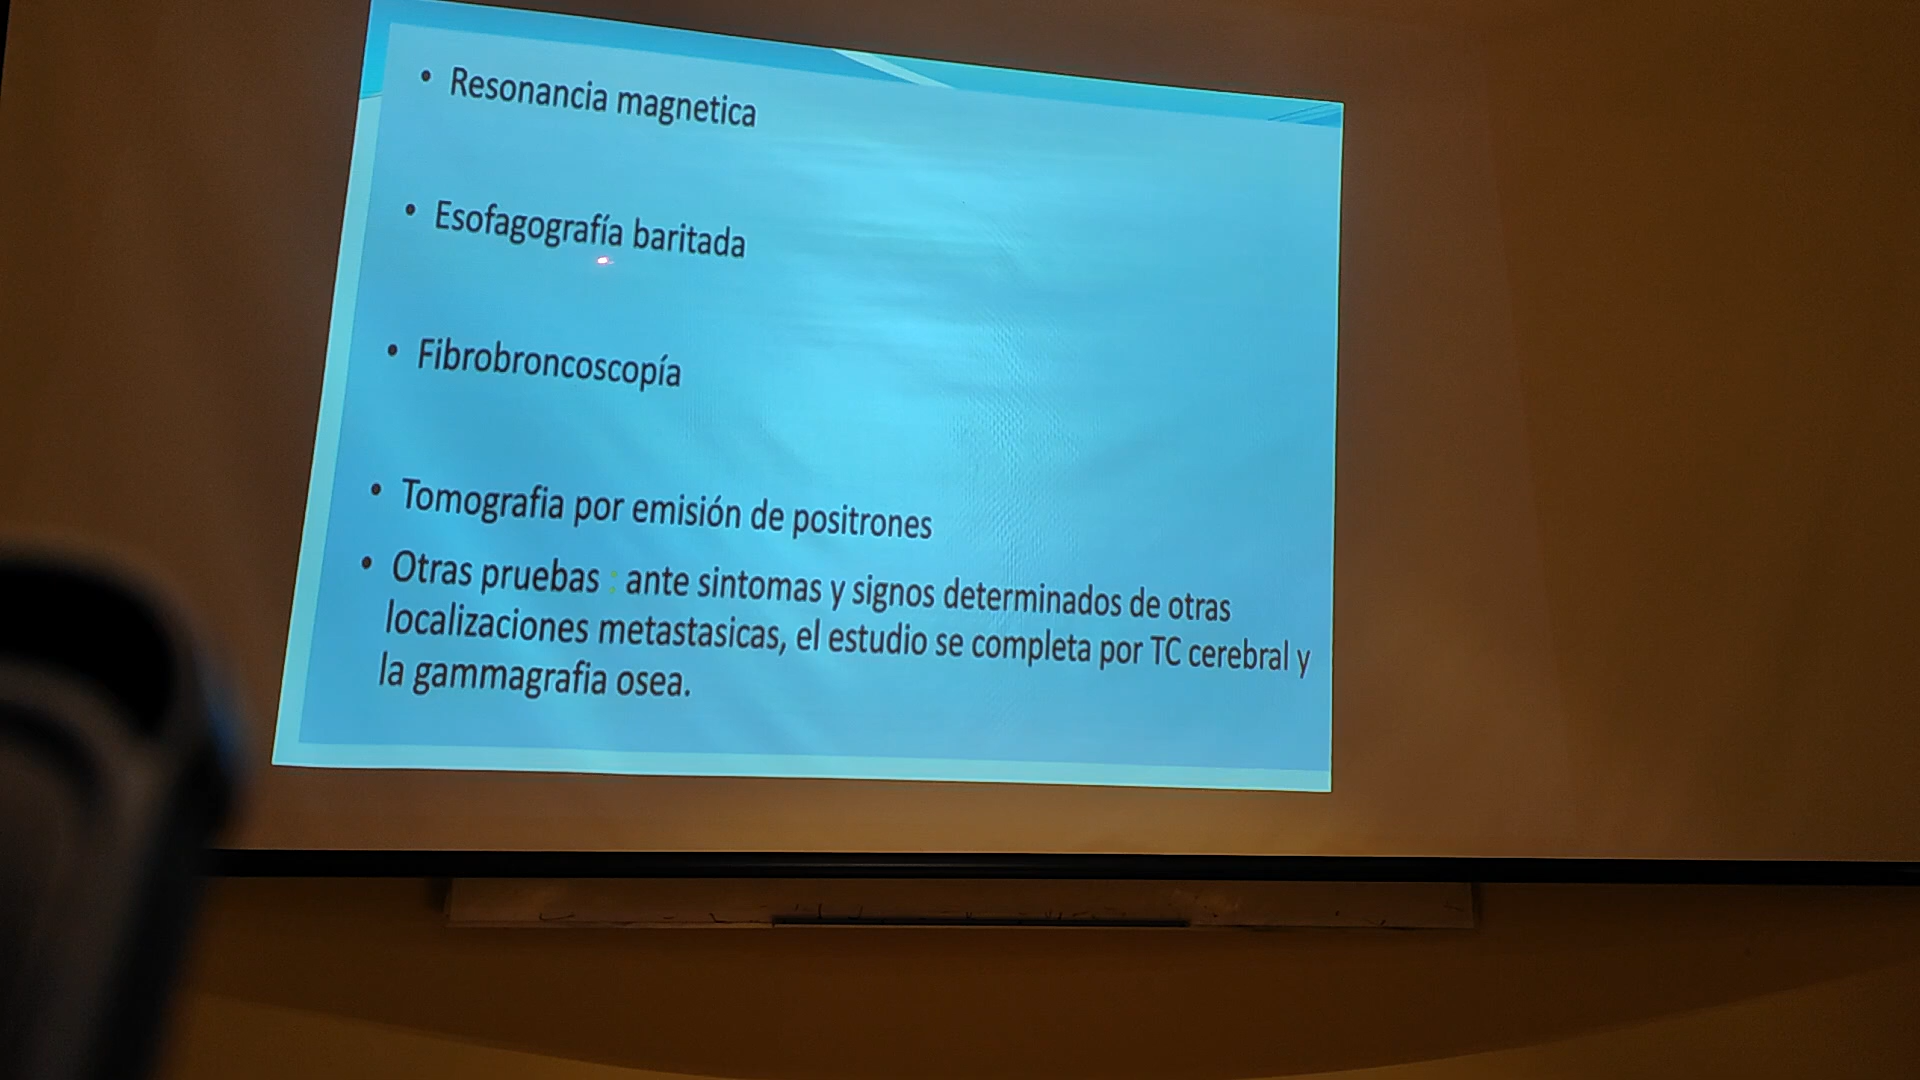 • Resonancia magnetica
• Esofagografía baritada
• Fibrobroncoscopía
• Tomografia por emisión de positrones
• Otras pruebas : ante sintomas y signos determinados de otras
localizaciones metastasicas, el estudio se completa por TC cerebral y
la gammagrafia osea.